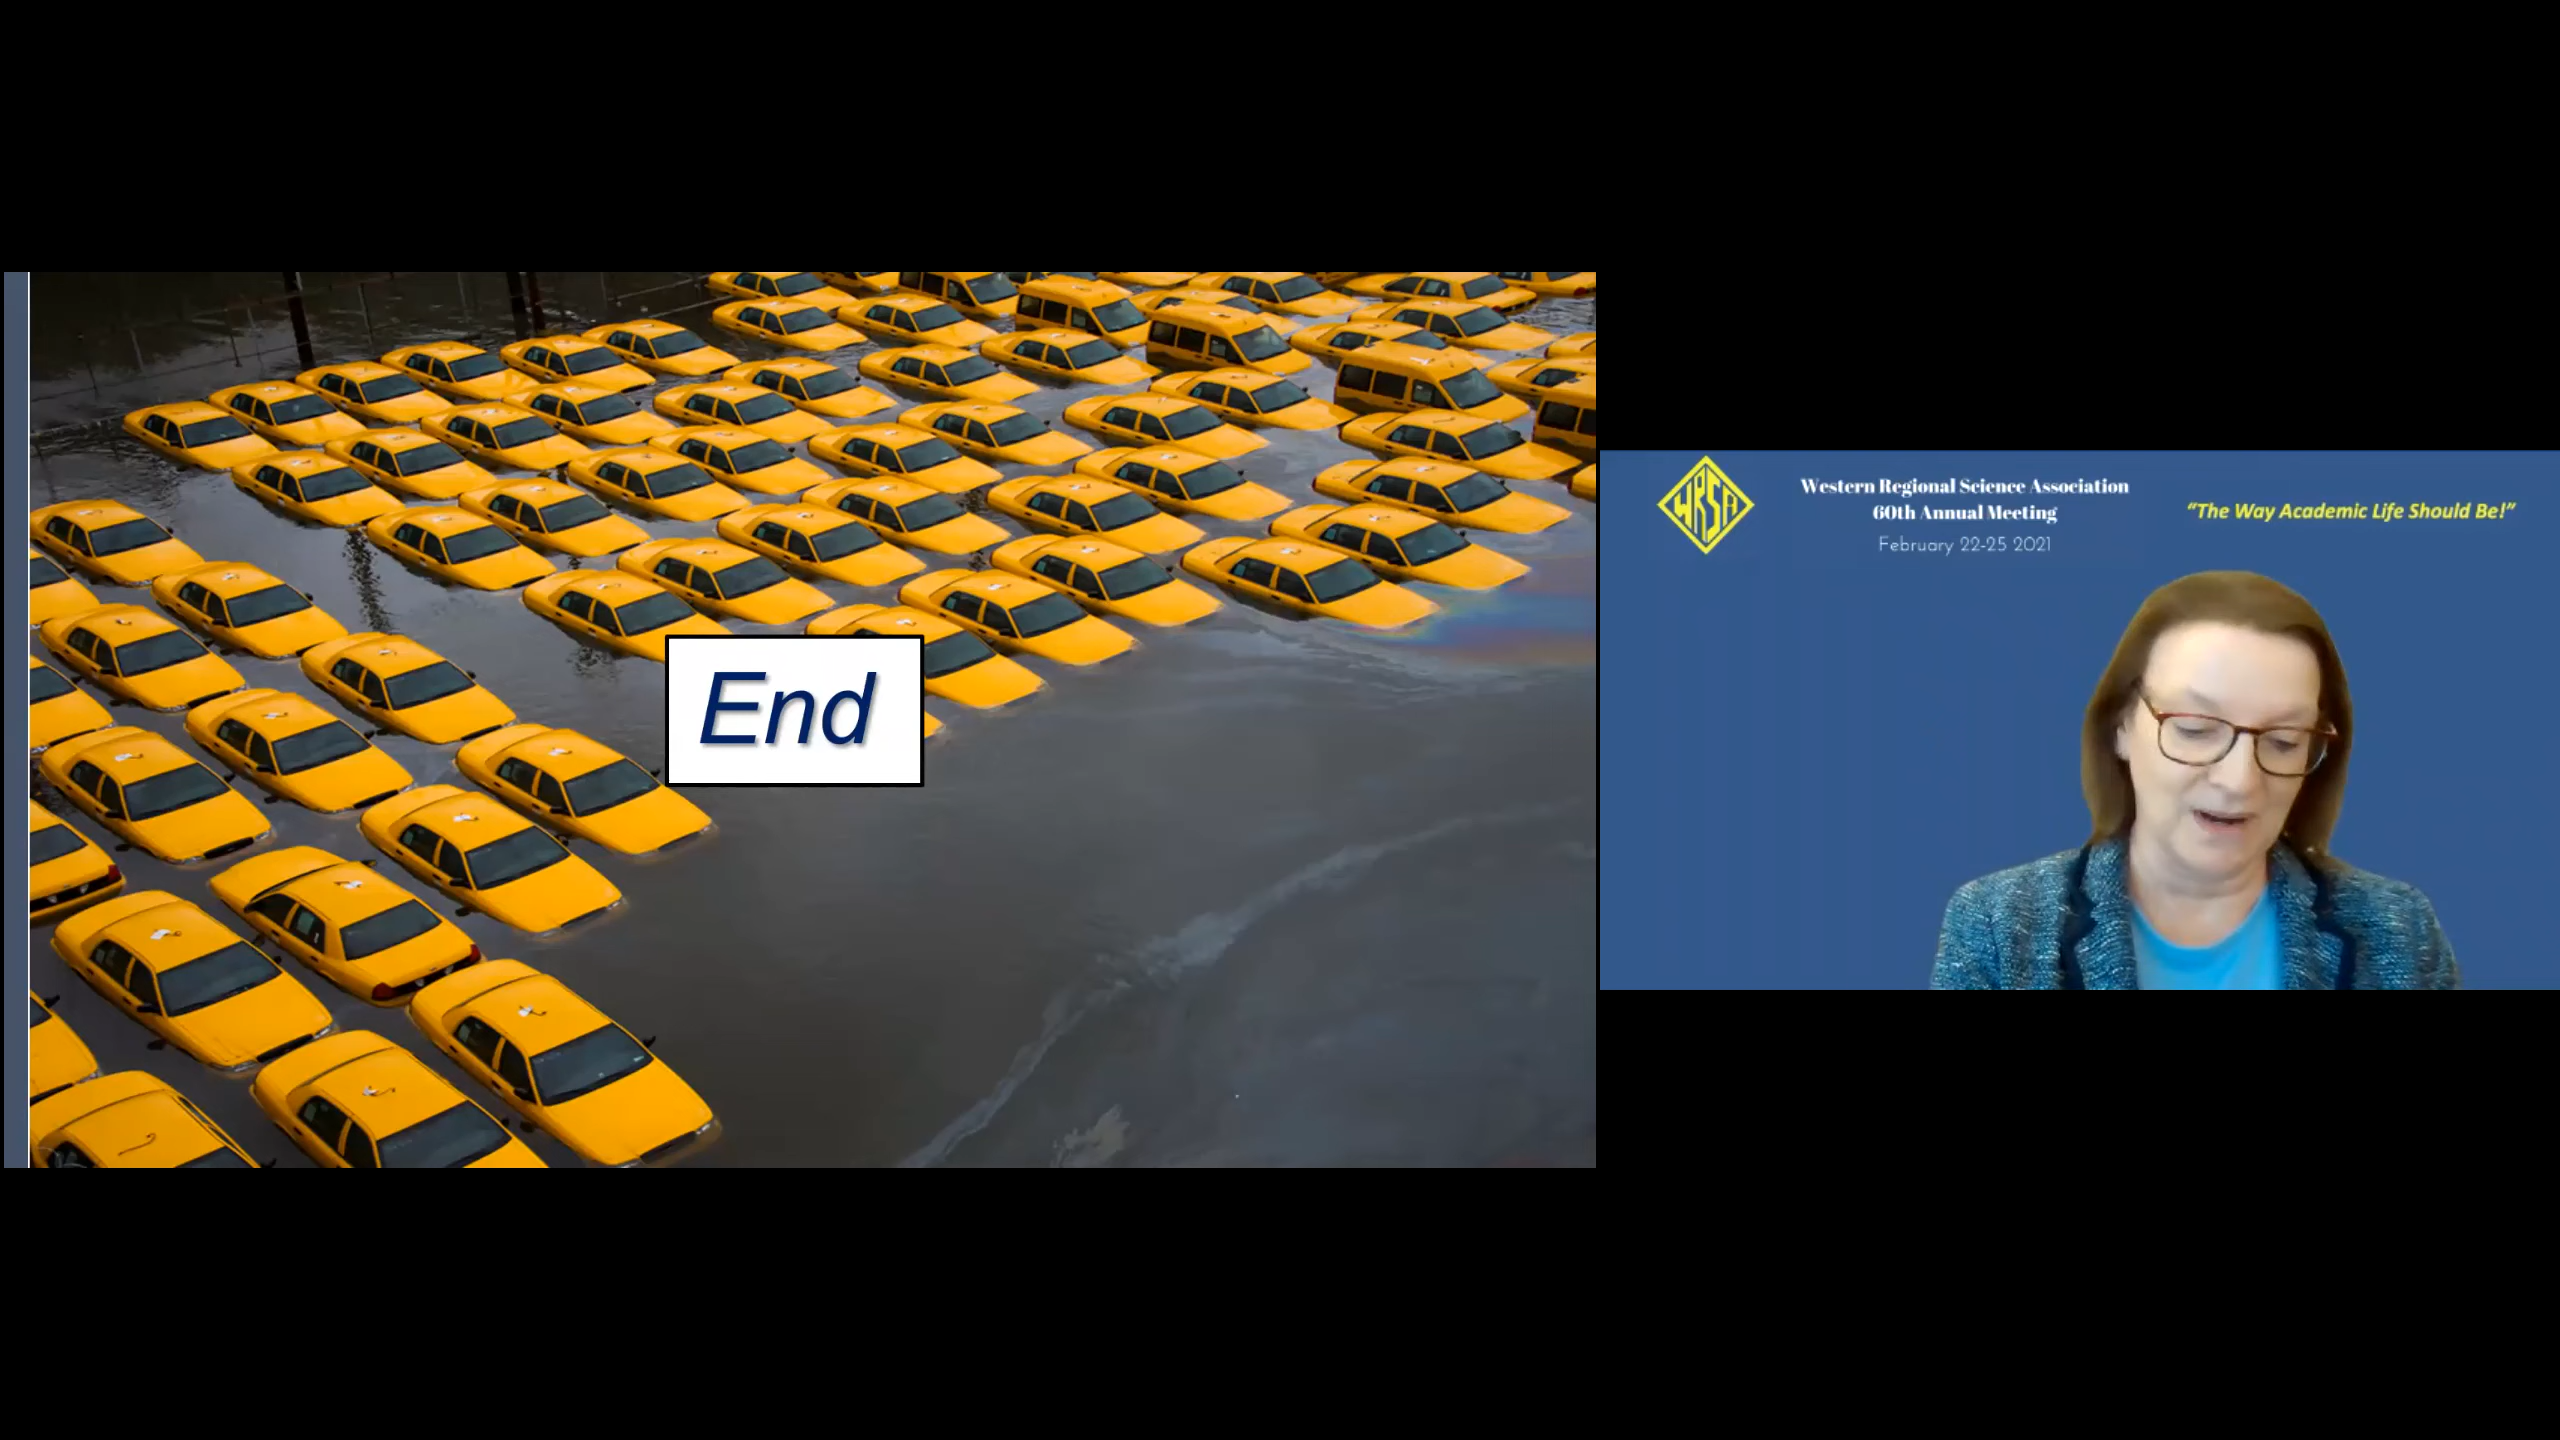 End
WRSA
Western Regional Science Association
60th Annual Meeting
February 22-25 2021
"The Way Academic Life Should Be!"